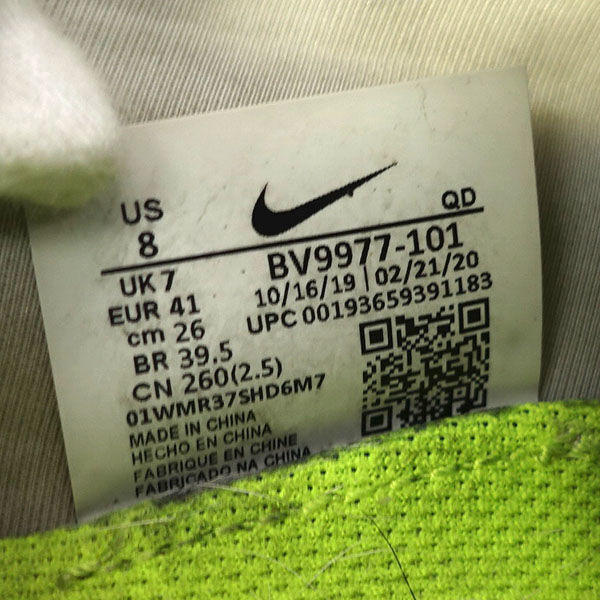 US
8
QD
UK 7
EUR 41
cm 26
BR 39.5
CN 260(2.5)
BV9977-101
10/16/19 | 02/21/20
UPC 00193659391183
01WMR37SHD6M7
MADE IN CHINA
HECHO EN CHINA
FABRIQUE EN CHINE
FABRICADO NA CHINA